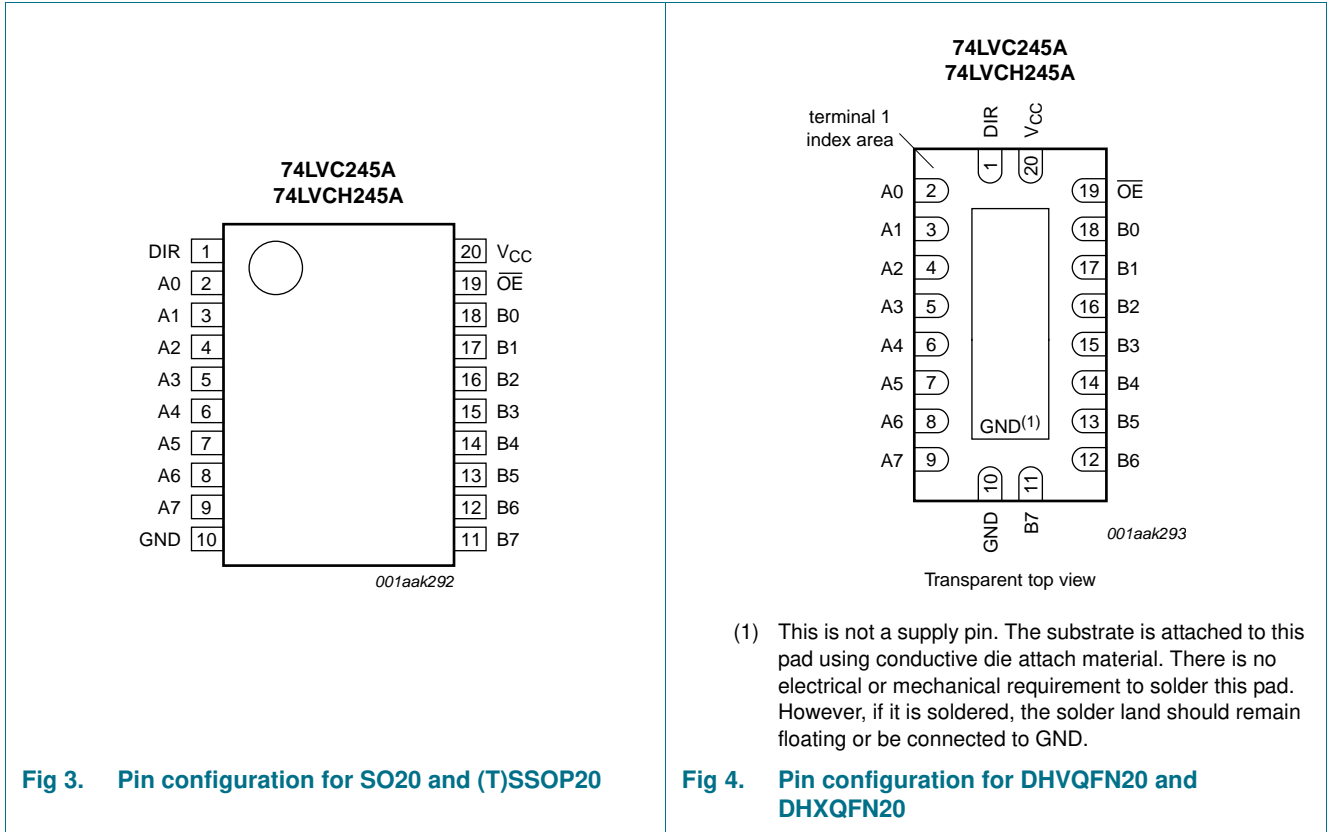 74LVC245A
74LVCH245A
DIR 1 20 VCC
A0 2 19 OE
A1 3 18 B0
A2 4 17 B1
A3 5 16 B2
A4 6 15 B3
A5 7 14 B4
A6 8 13 B5
A7 9 12 B6
GND 10 11 B7
001aak292
Fig 3. Pin configuration for SO20 and (T)SSOP20
74LVC245A
74LVCH245A
terminal 1
index area
DIR VCC
1 20
A0 2 19 OE
A1 3 18 B0
A2 4 17 B1
A3 5 16 B2
A4 6 15 B3
A5 7 14 B4
A6 8 GND(1) 13 B5
A7 9 12 B6
10 11
GND B7
001aak293
Transparent top view
(1) This is not a supply pin. The substrate is attached to this
pad using conductive die attach material. There is no
electrical or mechanical requirement to solder this pad.
However, if it is soldered, the solder land should remain
floating or be connected to GND.
Fig 4. Pin configuration for DHVQFN20 and
DHXQFN20